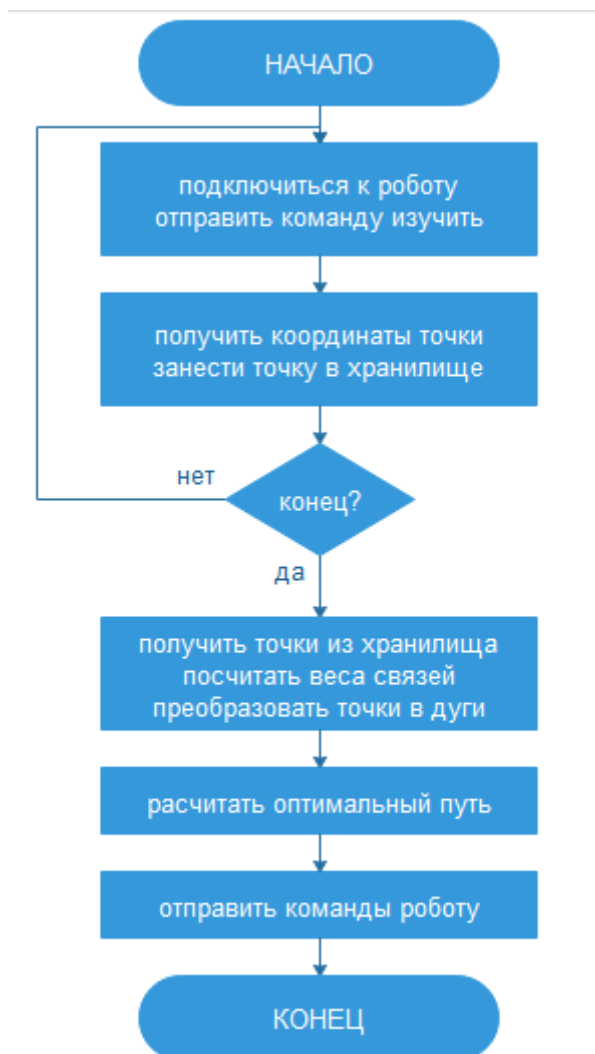 НАЧАЛО
подключиться к роботу
отправить команду изучить
получить координаты точки
занести точку в хранилище
нет
конец?
да
получить точки из хранилища
посчитать веса связей
преобразовать точки в дуги
расчитать оптимальный путь
отправить команды роботу
КОНЕЦ